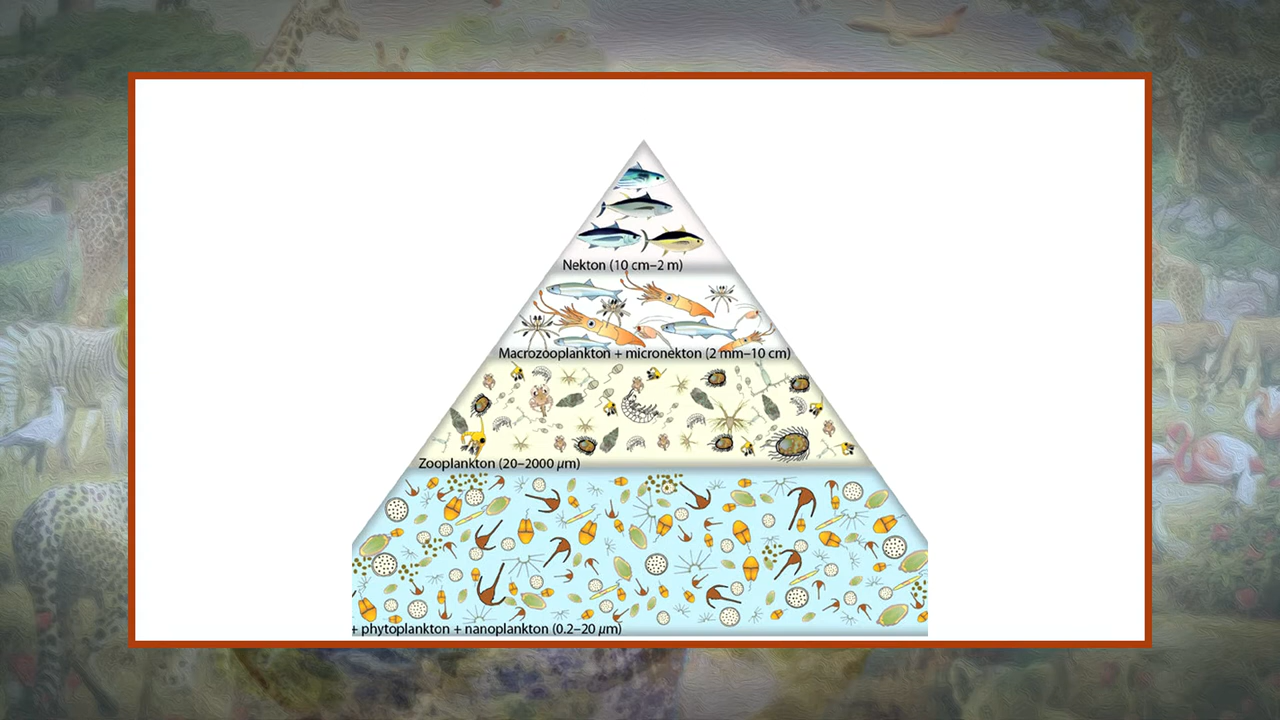 Nekton (10 cm–2 m)
Macrozooplankton + micronekton (2 mm–10 cm)
Zooplankton (20–2000 µm)
+ phytoplankton + nanoplankton (0.2–20 µm)